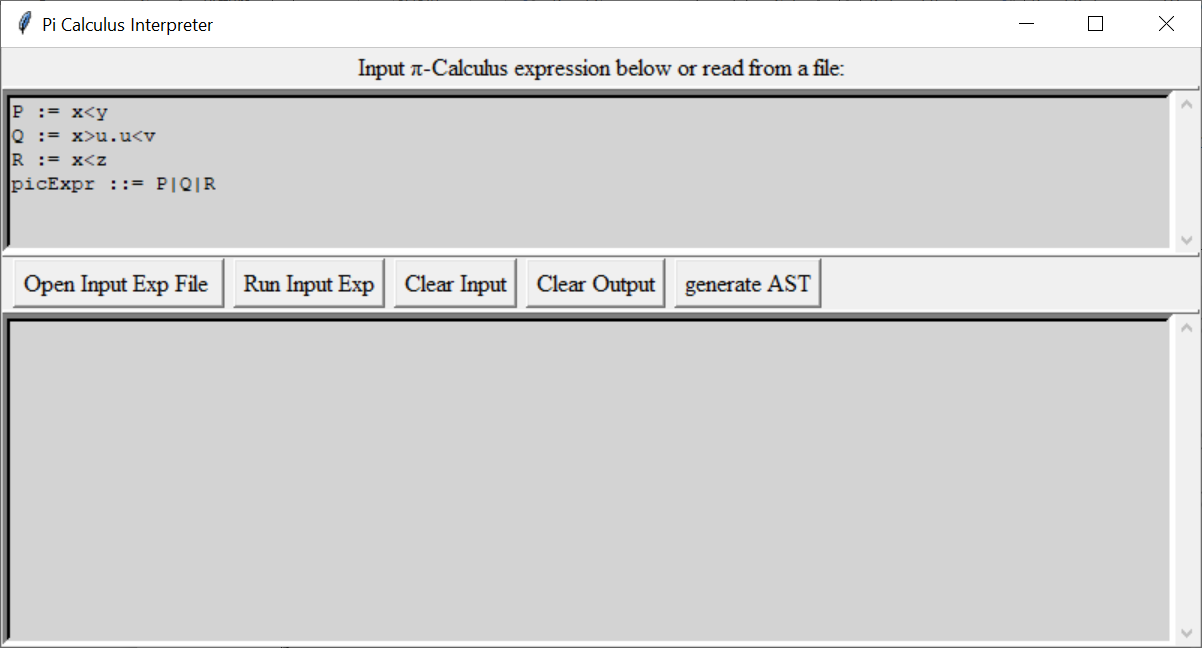 Pi Calculus Interpreter
Input π-Calculus expression below or read from a file:
P := x<y
Q := x>u.u<v
R := x<z
picExpr ::= P|Q|R
Open Input Exp File Run Input Exp Clear Input Clear Output generate AST